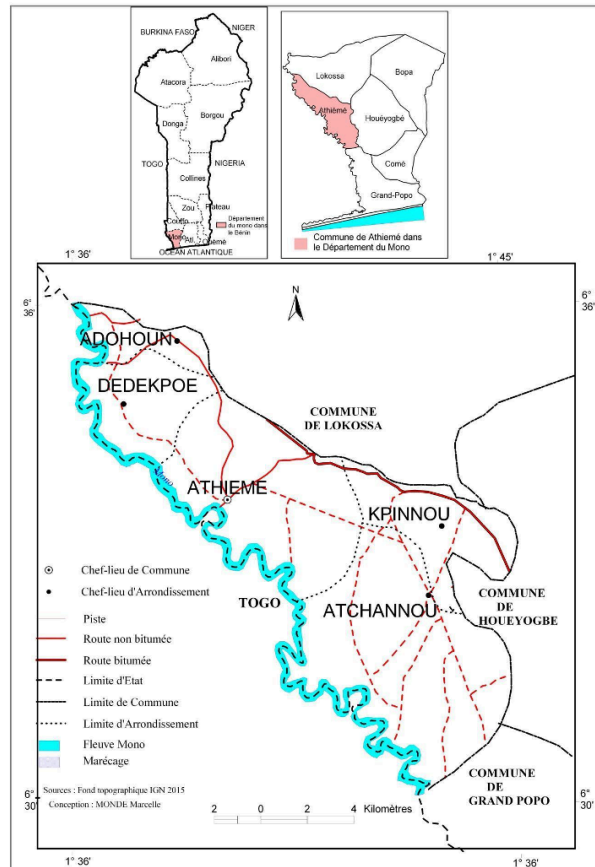 BURKINA FASO
NIGER
Alibori
Atacora
Borgou
Donga
TOGO
NIGERIA
Collines
Zou
Plateau
Couffo
Mono
Atl.
Ouémé
OCEAN ATLANTIQUE
Département
du mono dans
le Bénin
Lokossa
Bopa
Athiémé
Houéyogbé
Comé
Grand-Popo
Commune de Athiemé dans
le Département du Mono
1° 36'
1° 45'
6°
36'
6°
36'
N
ADOHOUN
DEDEKPOE
COMMUNE
DE LOKOSSA
Mono
ATHIEME
KPINNOU
TOGO
ATCHANNOU
COMMUNE
DE
HOUEYOGBE
Chef-lieu de Commune
Chef-lieu d'Arrondissement
Piste
Route non bitumée
Route bitumée
Limite d'Etat
Limite de Commune
Limite d'Arrondissement
Fleuve Mono
Marécage
COMMUNE
DE
GRAND POPO
Sources : Fond topographique IGN 2015
Conception : MONDE Marcelle
2 0 2 4 Kilomètres
6°
30'
6°
30'
1° 36'
1° 36'